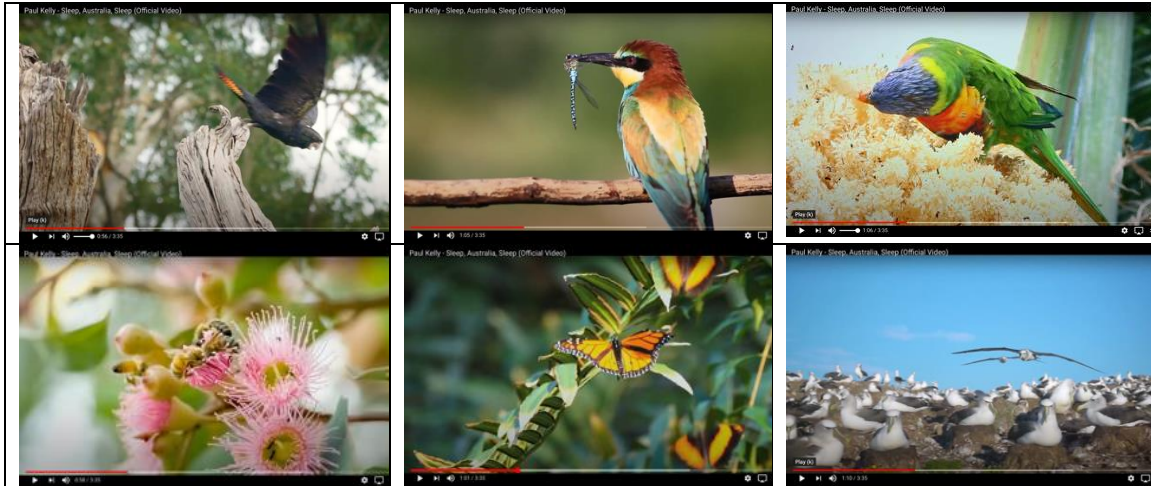 Paul Kelly - Sleep, Australia, Sleep (Official Video)
Play (k)
0:56 / 3:35
Paul Kelly - Sleep, Australia, Sleep (Official Video)
1:05 / 3:35
Paul Kelly - Sleep, Australia, Sleep (Official Video)
Play (k)
1:06 / 3:35
Paul Kelly - Sleep, Australia, Sleep (Official Video)
0:58 / 3:35
Paul Kelly - Sleep, Australia, Sleep (Official Video)
1:01 / 3:35
Paul Kelly - Sleep, Australia, Sleep (Official Video)
Play (k)
1:10 / 3:35